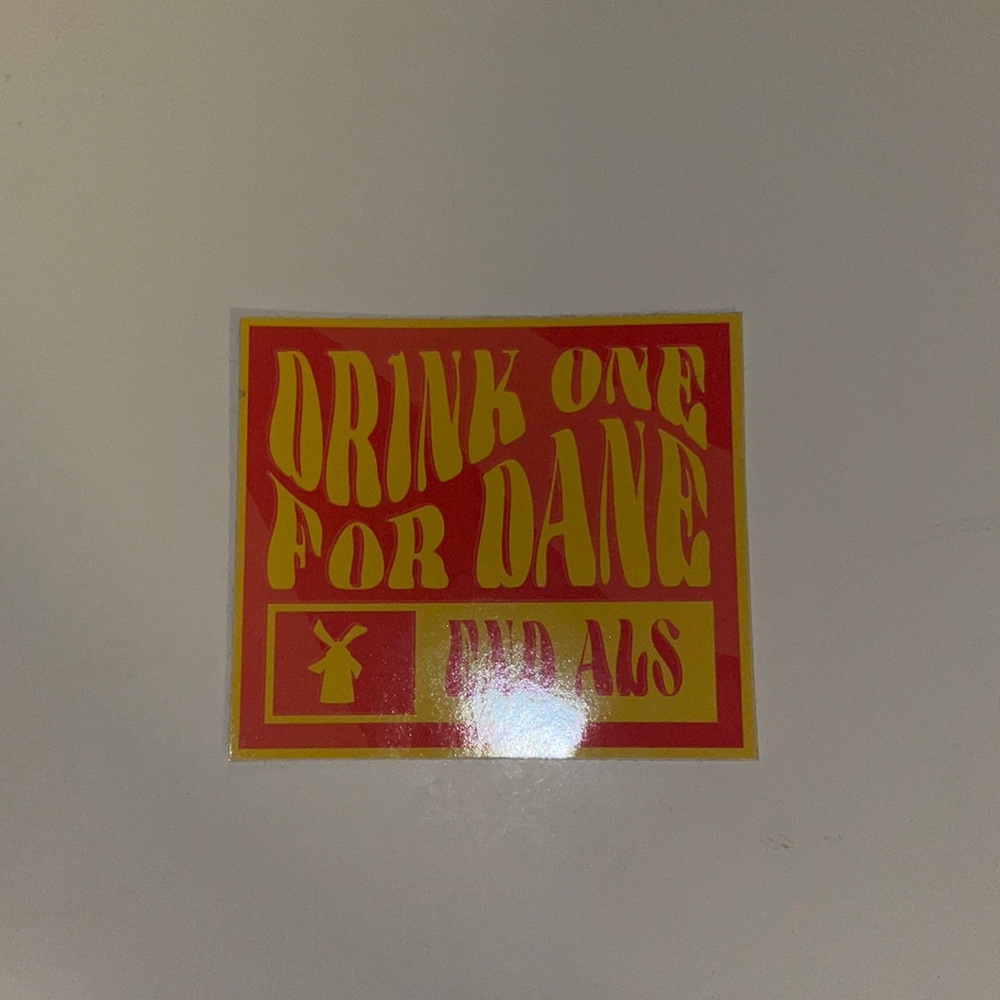 DRINK ONE
FOR DANE
END ALS